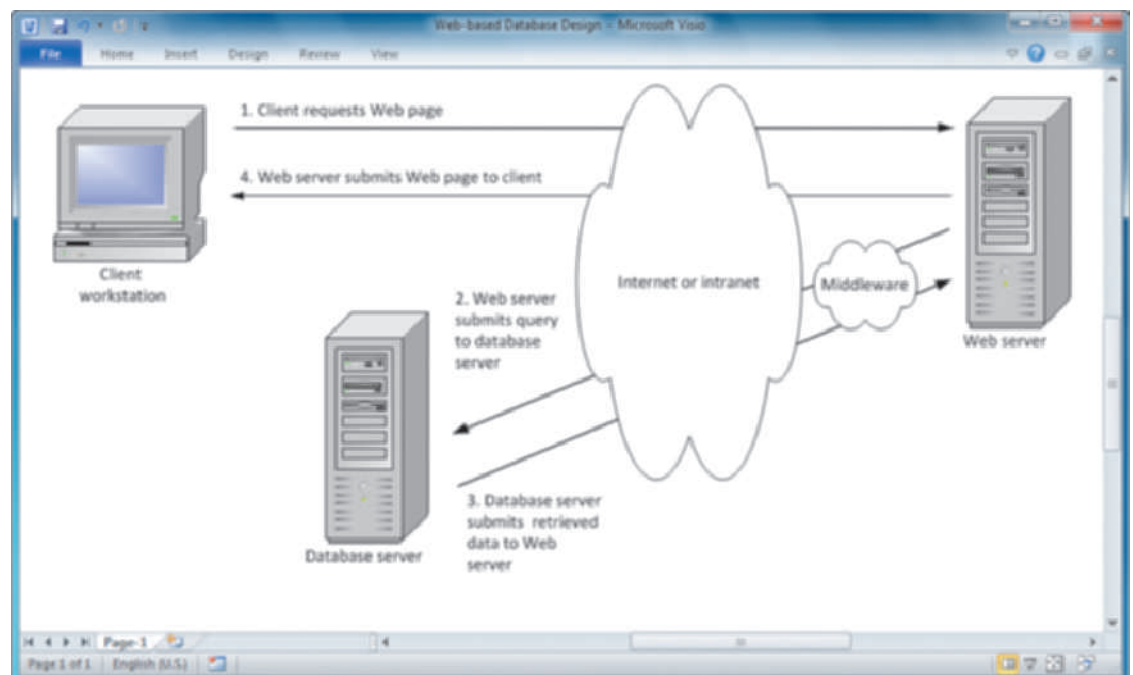 Web-based Database Design - Microsoft Visio
File Home Insert Design Review View
1. Client requests Web page
4. Web server submits Web page to client
Client
workstation
Internet or intranet
Middleware
Web server
2. Web server
submits query
to database
server
3. Database server
submits retrieved
data to Web
server
Database server
Page-1
Page 1 of 1 English (U.S.)